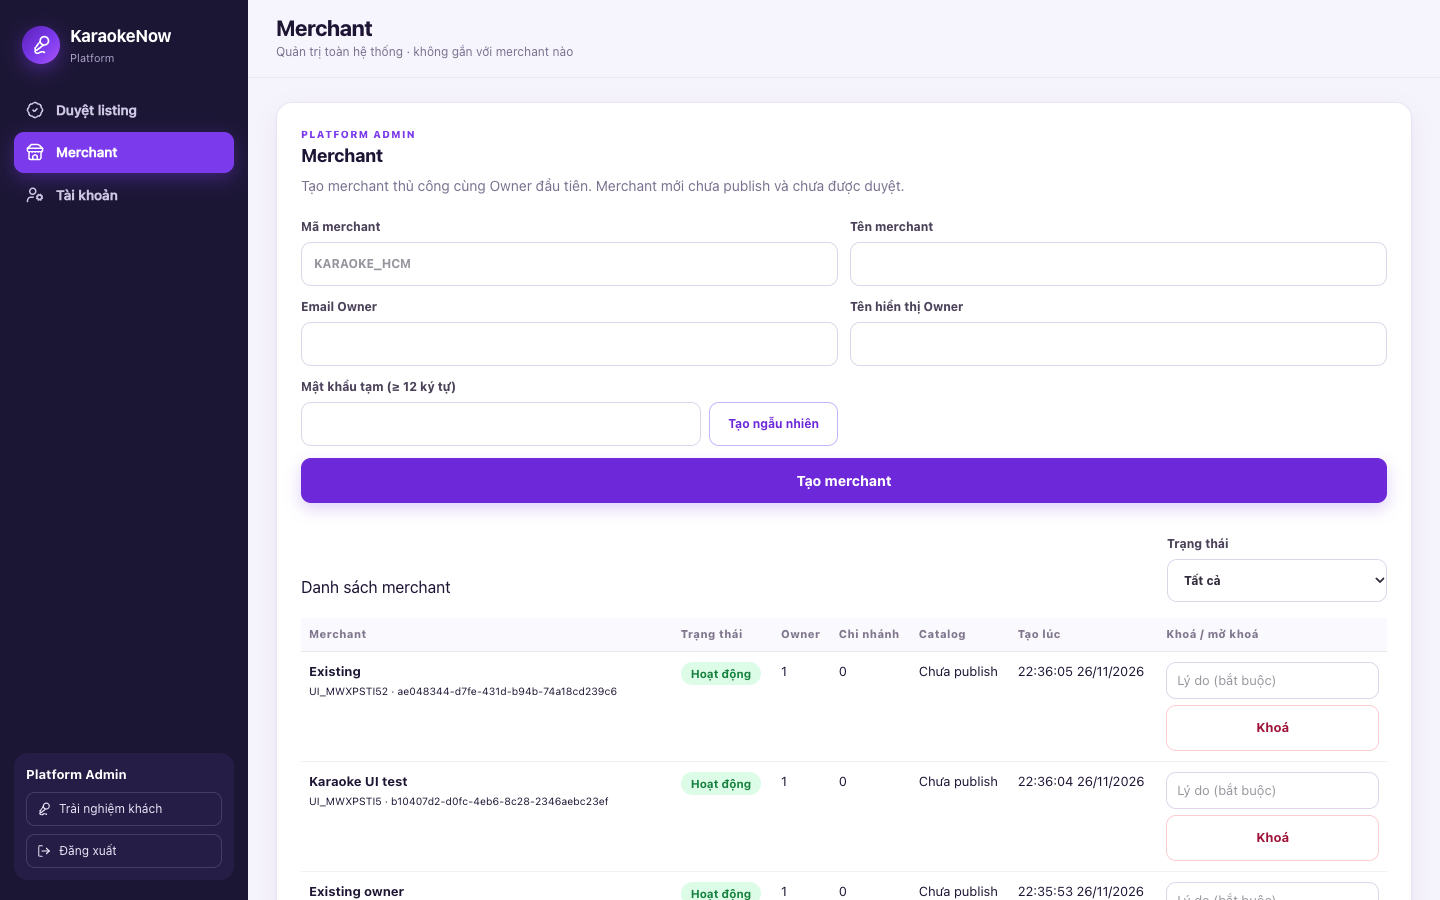 KaraokeNow
Platform
Duyệt listing
Merchant
Tài khoản
Platform Admin
Trải nghiệm khách
Đăng xuất
Merchant
Quản trị toàn hệ thống · không gắn với merchant nào
PLATFORM ADMIN
Merchant
Tạo merchant thủ công cùng Owner đầu tiên. Merchant mới chưa publish và chưa được duyệt.
Mã merchant
Tên merchant
KARAOKE_HCM
Email Owner
Tên hiển thị Owner
Mật khẩu tạm (≥ 12 ký tự)
Tạo ngẫu nhiên
Tạo merchant
Danh sách merchant
Trạng thái
Tất cả
Merchant Trạng thái Owner Chi nhánh Catalog Tạo lúc Khoá / mở khoá
Existing Hoạt động 1 0 Chưa publish 22:36:05 26/11/2026 Lý do (bắt buộc)
UI_MWXPSTI52 · ae048344-d7fe-431d-b94b-74a18cd239c6
Khoá
Karaoke UI test Hoạt động 1 0 Chưa publish 22:36:04 26/11/2026 Lý do (bắt buộc)
UI_MWXPSTI5 · b10407d2-d0fc-4eb6-8c28-2346aebc23ef
Khoá
Existing owner Hoạt động 1 0 Chưa publish 22:35:53 26/11/2026 Lý do (bắt buộc)